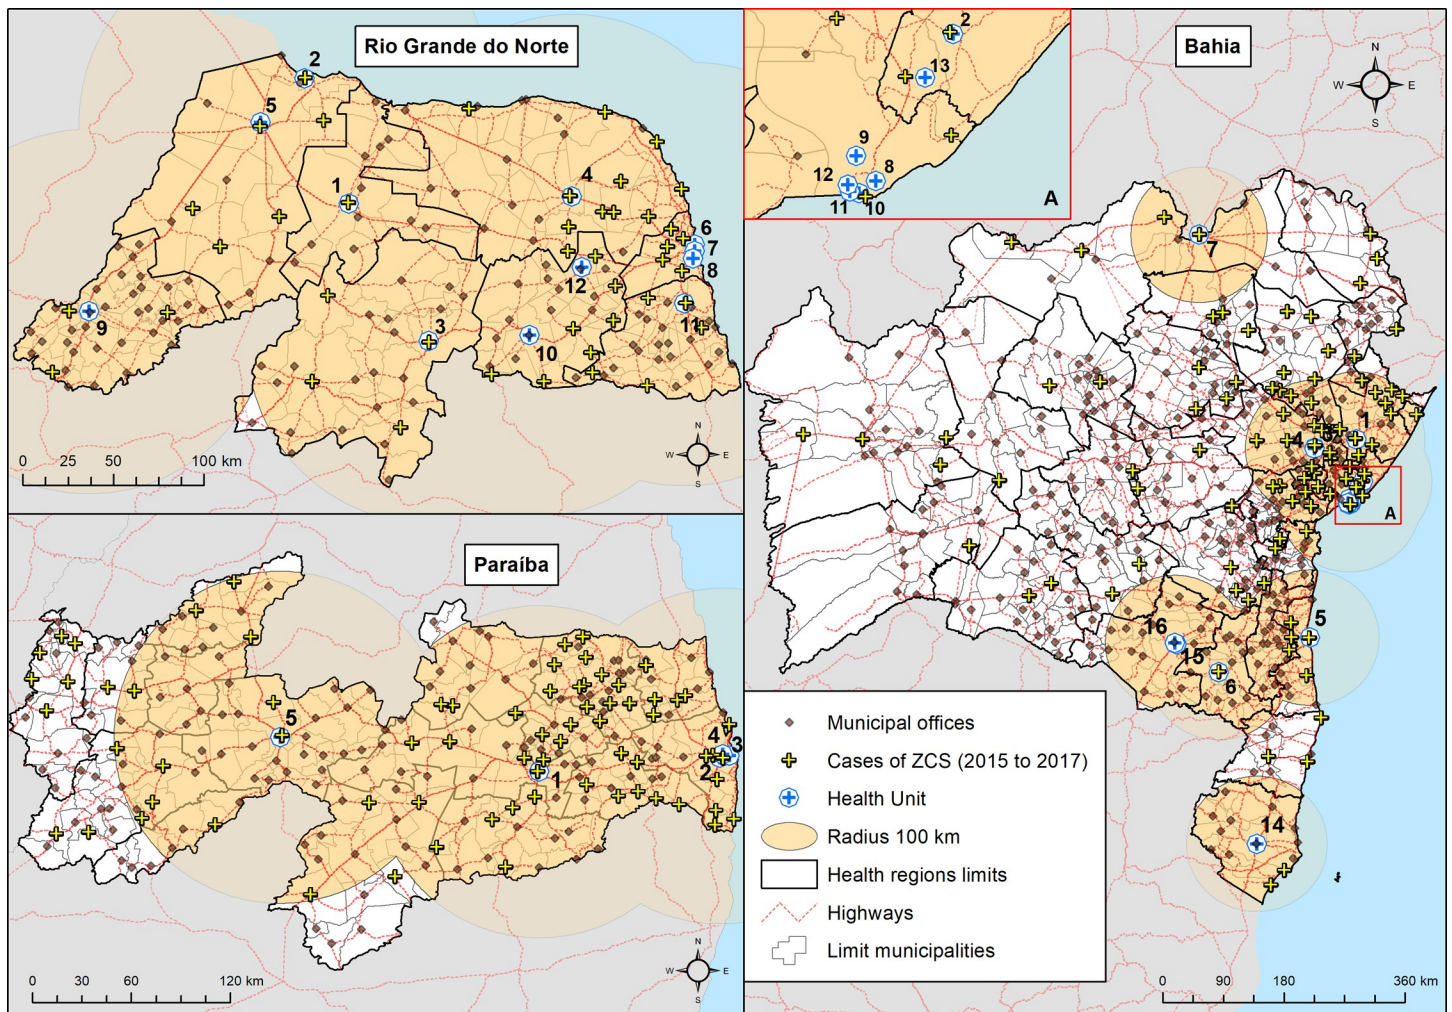 Rio Grande do Norte
2
5
1
4
6
7
8
12
11
3
10
9
N
W E
S
0 25 50 100 km
Paraíba
5
4
3
2
1
N
W E
S
0 30 60 120 km
2
13
9
12
8
11
10
A
Bahia
N
W E
S
7
1
4
A
5
16
15
6
14
Municipal offices
Cases of ZCS (2015 to 2017)
Health Unit
Radius 100 km
Health regions limits
Highways
Limit municipalities
0 90 180 360 km